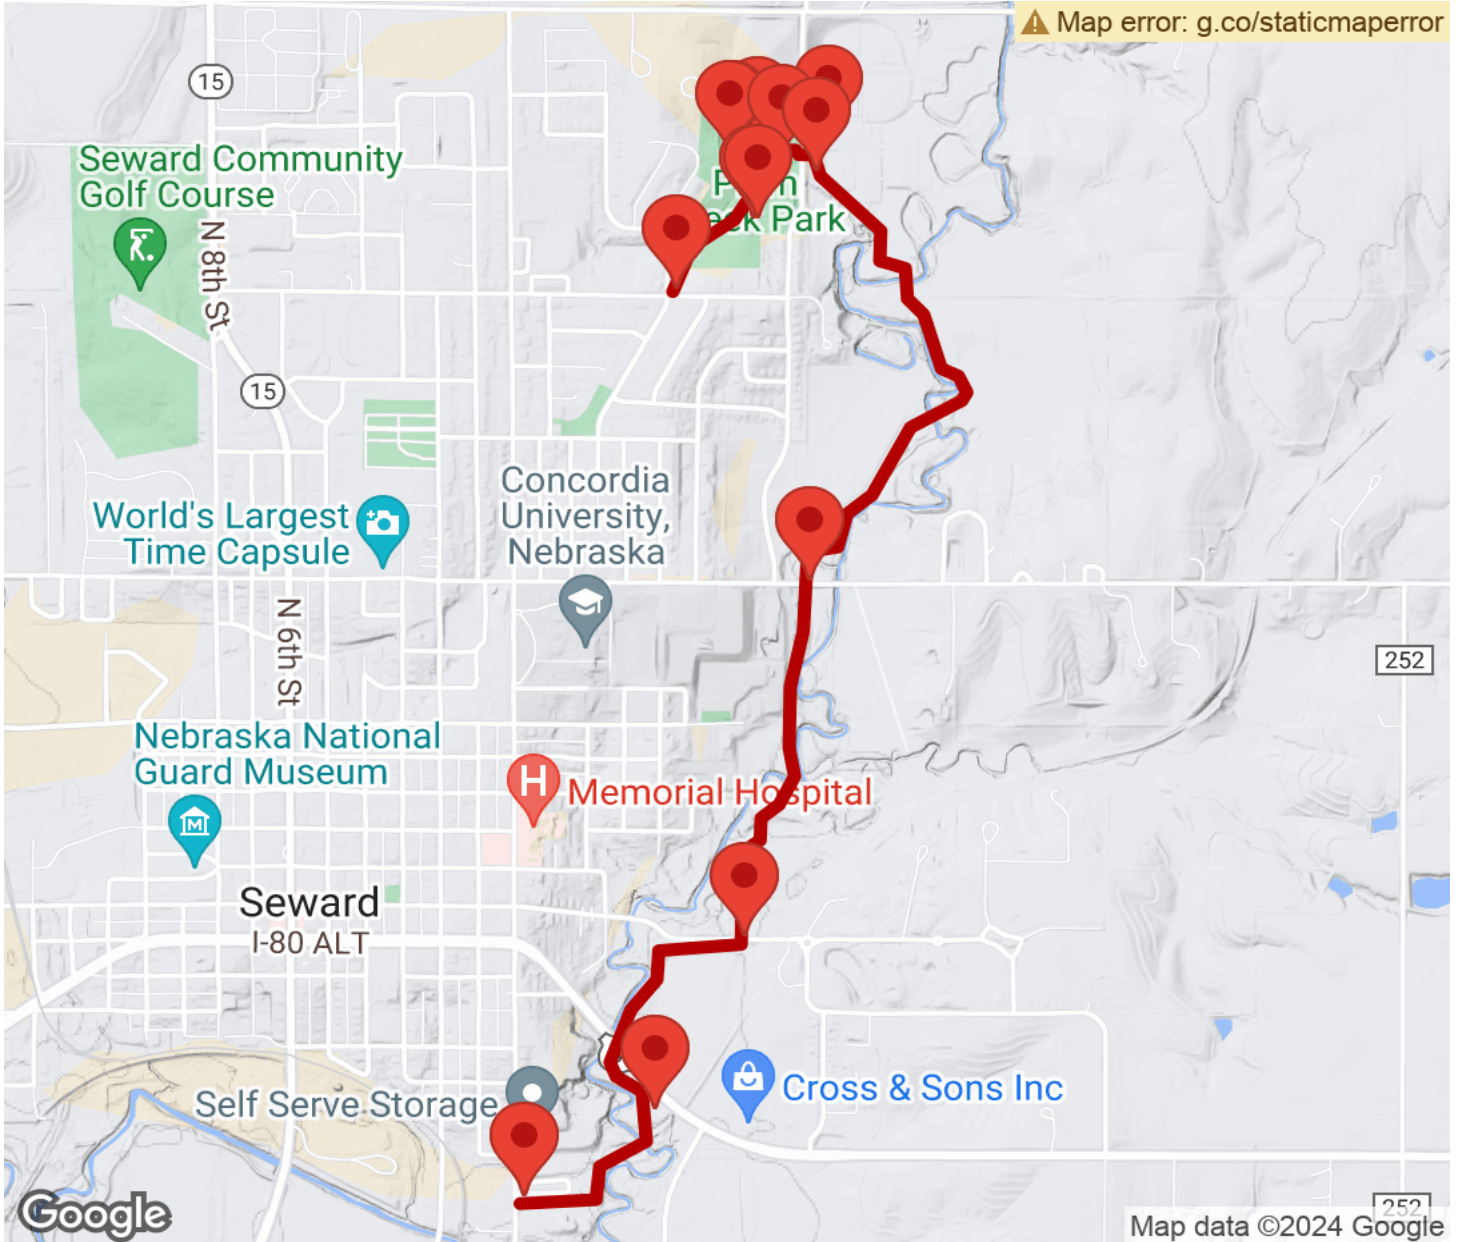 Map error: g.co/staticmaperror
15
Seward Community
Golf Course
N 8th St
Park
15
Concordia
University,
Nebraska
World's Largest
Time Capsule
N 6th St
252
Nebraska National
Guard Museum
H
Memorial Hospital
Seward
I-80 ALT
Cross & Sons Inc
Self Serve Storage
252
Google
Map data ©2024 Google